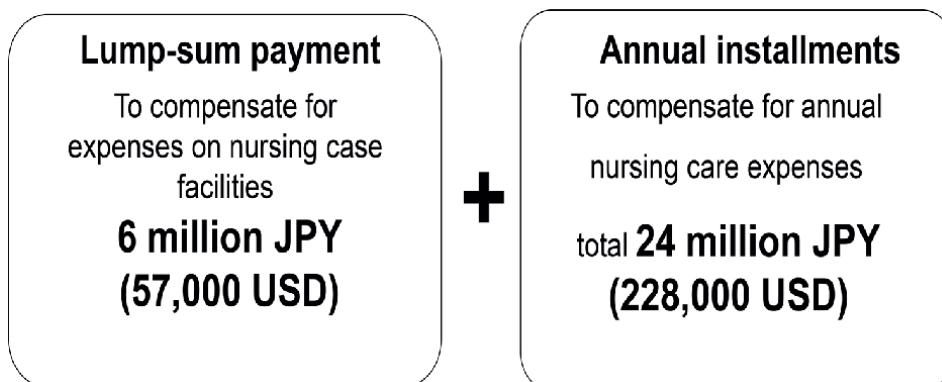 Lump-sum payment
To compensate for
expenses on nursing case
facilities
6 million JPY
(57,000 USD)
+
Annual installments
To compensate for annual
nursing care expenses
total 24 million JPY
(228,000 USD)